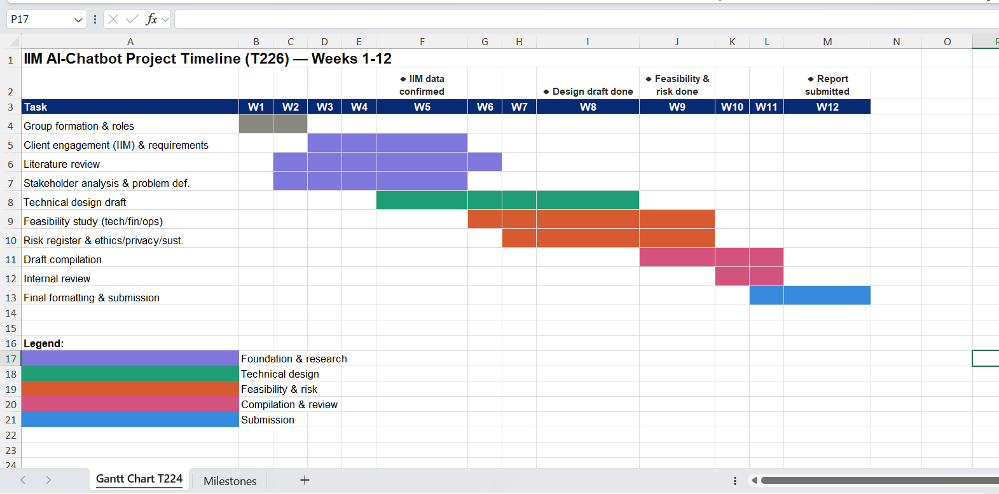 P17 fx
A B C D E F G H I J K L M N O
1 IIM AI-Chatbot Project Timeline (T226) — Weeks 1-12
◆ IIM data ◆ Feasibility & ◆ Report
2 confirmed ◆ Design draft done risk done submitted
3 Task W1 W2 W3 W4 W5 W6 W7 W8 W9 W10 W11 W12
4 Group formation & roles
5 Client engagement (IIM) & requirements
6 Literature review
7 Stakeholder analysis & problem def.
8 Technical design draft
9 Feasibility study (tech/fin/ops)
10 Risk register & ethics/privacy/sust.
11 Draft compilation
12 Internal review
13 Final formatting & submission
14
15
16 Legend:
17 Foundation & research
18 Technical design
19 Feasibility & risk
20 Compilation & review
21 Submission
22
23
24
Gantt Chart T224 Milestones +